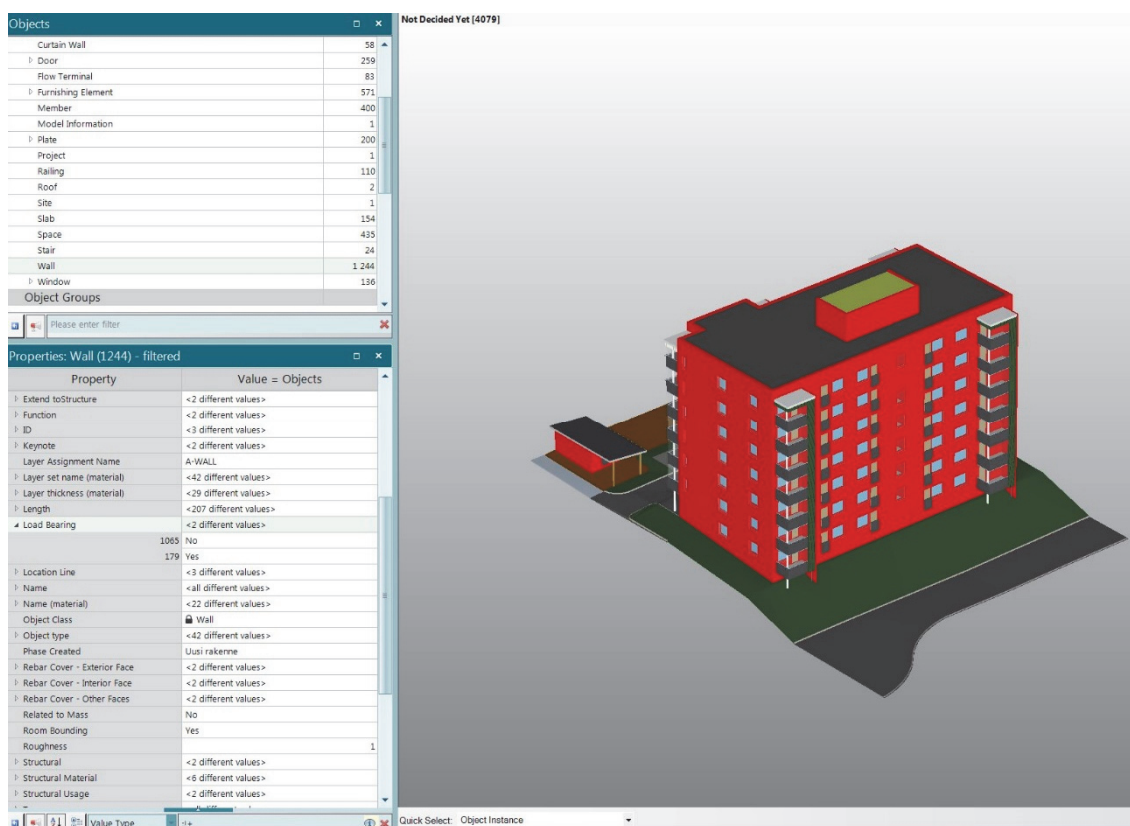 Objects
Curtain Wall 58
Door 259
Flow Terminal 83
Furnishing Element 571
Member 400
Model Information 1
Plate 200
Project 1
Railing 110
Roof 2
Site 1
Slab 154
Space 435
Stair 24
Wall 1 244
Window 136
Object Groups
Please enter filter
Properties: Wall (1244) - filtered
Property Value = Objects
Extend toStructure <2 different values>
Function <2 different values>
ID <3 different values>
Keynote <2 different values>
Layer Assignment Name A-WALL
Layer set name (material) <42 different values>
Layer thickness (material) <29 different values>
Length <207 different values>
Load Bearing <2 different values>
1065 No
179 Yes
Location Line <3 different values>
Name <all different values>
Name (material) <22 different values>
Object Class Wall
Object type <42 different values>
Phase Created Uusi rakenne
Rebar Cover - Exterior Face <2 different values>
Rebar Cover - Interior Face <2 different values>
Rebar Cover - Other Faces <2 different values>
Related to Mass No
Room Bounding Yes
Roughness 1
Structural <2 different values>
Structural Material <6 different values>
Structural Usage <2 different values>
Value Type
Not Decided Yet [4079]
Quick Select: Object Instance